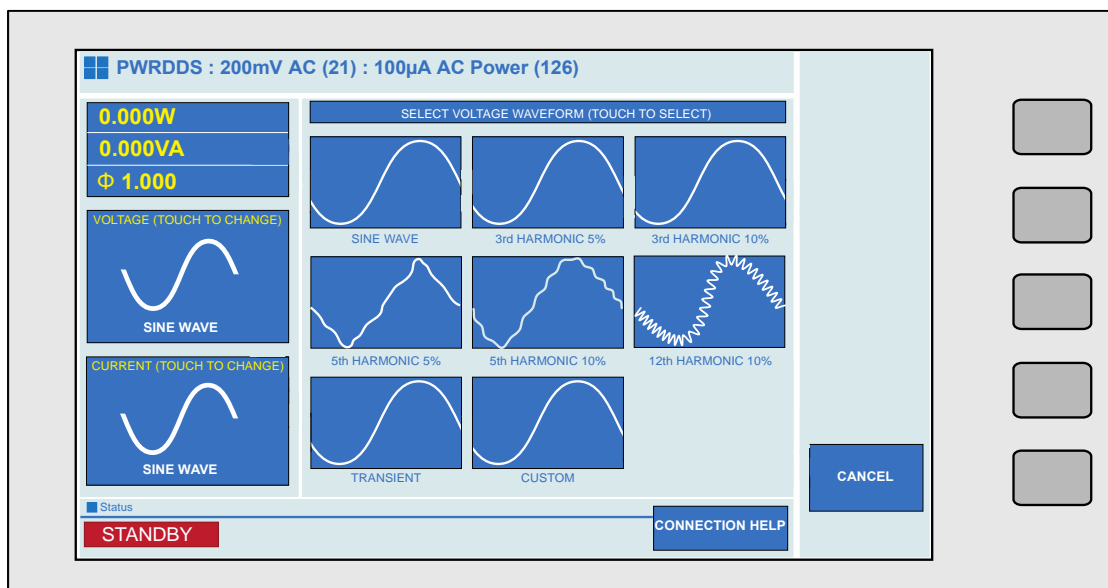 PWRDDS : 200mV AC (21) : 100µA AC Power (126)
0.000W
0.000VA
Φ 1.000
VOLTAGE (TOUCH TO CHANGE)
SINE WAVE
CURRENT (TOUCH TO CHANGE)
SINE WAVE
SELECT VOLTAGE WAVEFORM (TOUCH TO SELECT)
SINE WAVE
3rd HARMONIC 5%
3rd HARMONIC 10%
5th HARMONIC 5%
5th HARMONIC 10%
12th HARMONIC 10%
TRANSIENT
CUSTOM
CANCEL
Status
STANDBY
CONNECTION HELP